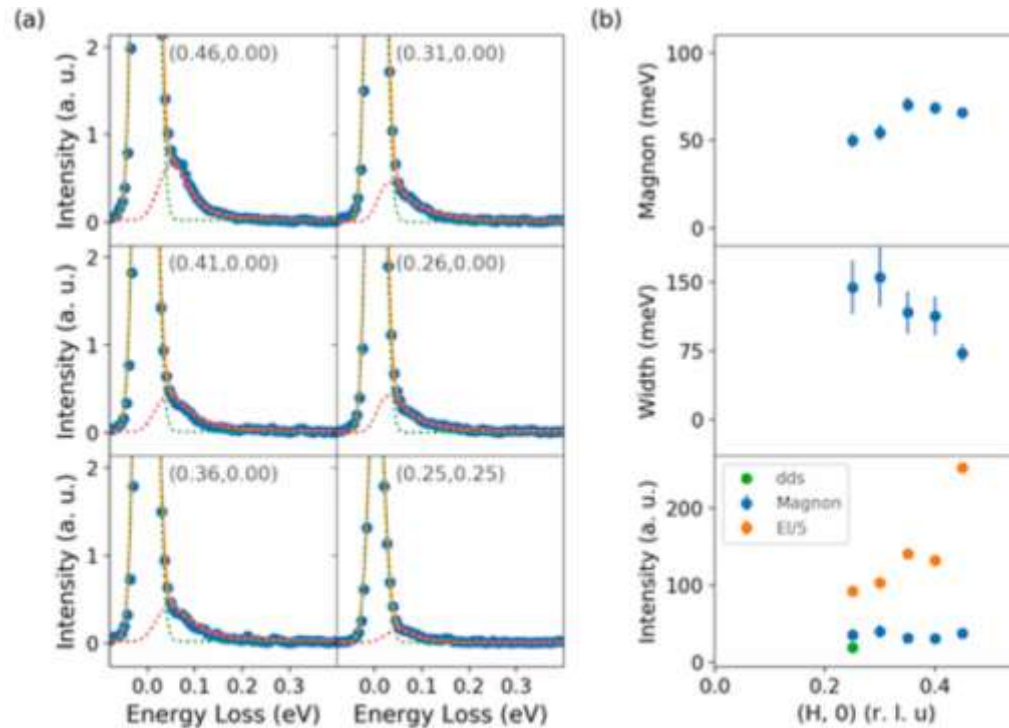 (a)
(b)
(0.46,0.00)
(0.31,0.00)
(0.41,0.00)
(0.26,0.00)
(0.36,0.00)
(0.25,0.25)
Intensity (a. u.)
2
1
0
Intensity (a. u.)
2
1
0
Intensity (a. u.)
2
1
0
0.0 0.1 0.2 0.3
0.0 0.1 0.2 0.3
Energy Loss (eV)
Energy Loss (eV)
Magnon (meV)
100
50
0
Width (meV)
150
75
0
Intensity (a. u.)
200
100
0
dds
Magnon
El/5
0.0 0.2 0.4
(H, 0) (r. l. u)